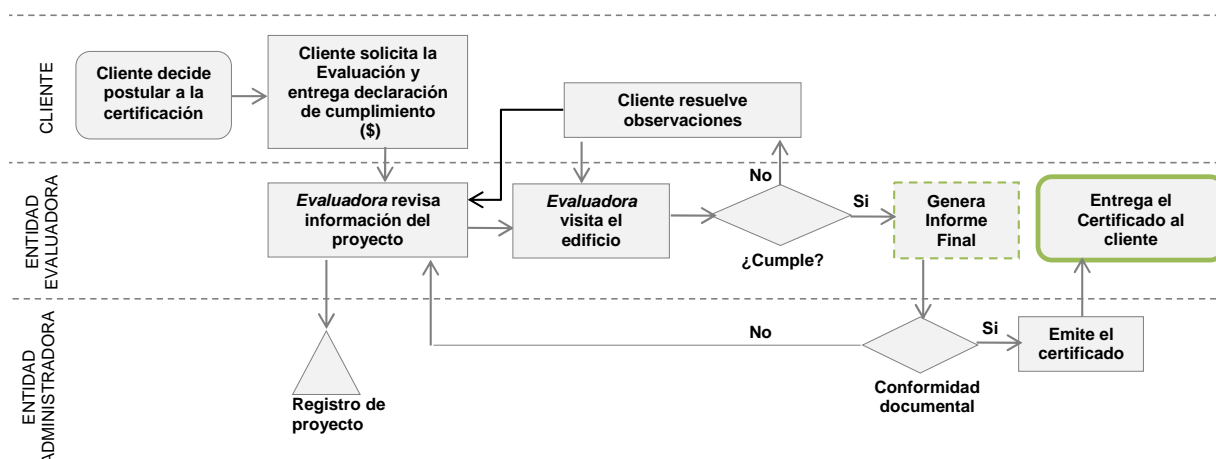 CLIENTE
Cliente decide
postular a la
certificación
Cliente solicita la
Evaluación y
entrega declaración
de cumplimiento
($)
Cliente resuelve
observaciones
ENTIDAD
EVALUADORA
Evaluadora revisa
información del
proyecto
Evaluadora
visita el
edificio
No
¿Cumple?
Si
Genera
Informe
Final
Entrega el
Certificado al
cliente
ENTIDAD
ADMINISTRADORA
Registro de
proyecto
No
Conformidad
documental
Si
Emite el
certificado